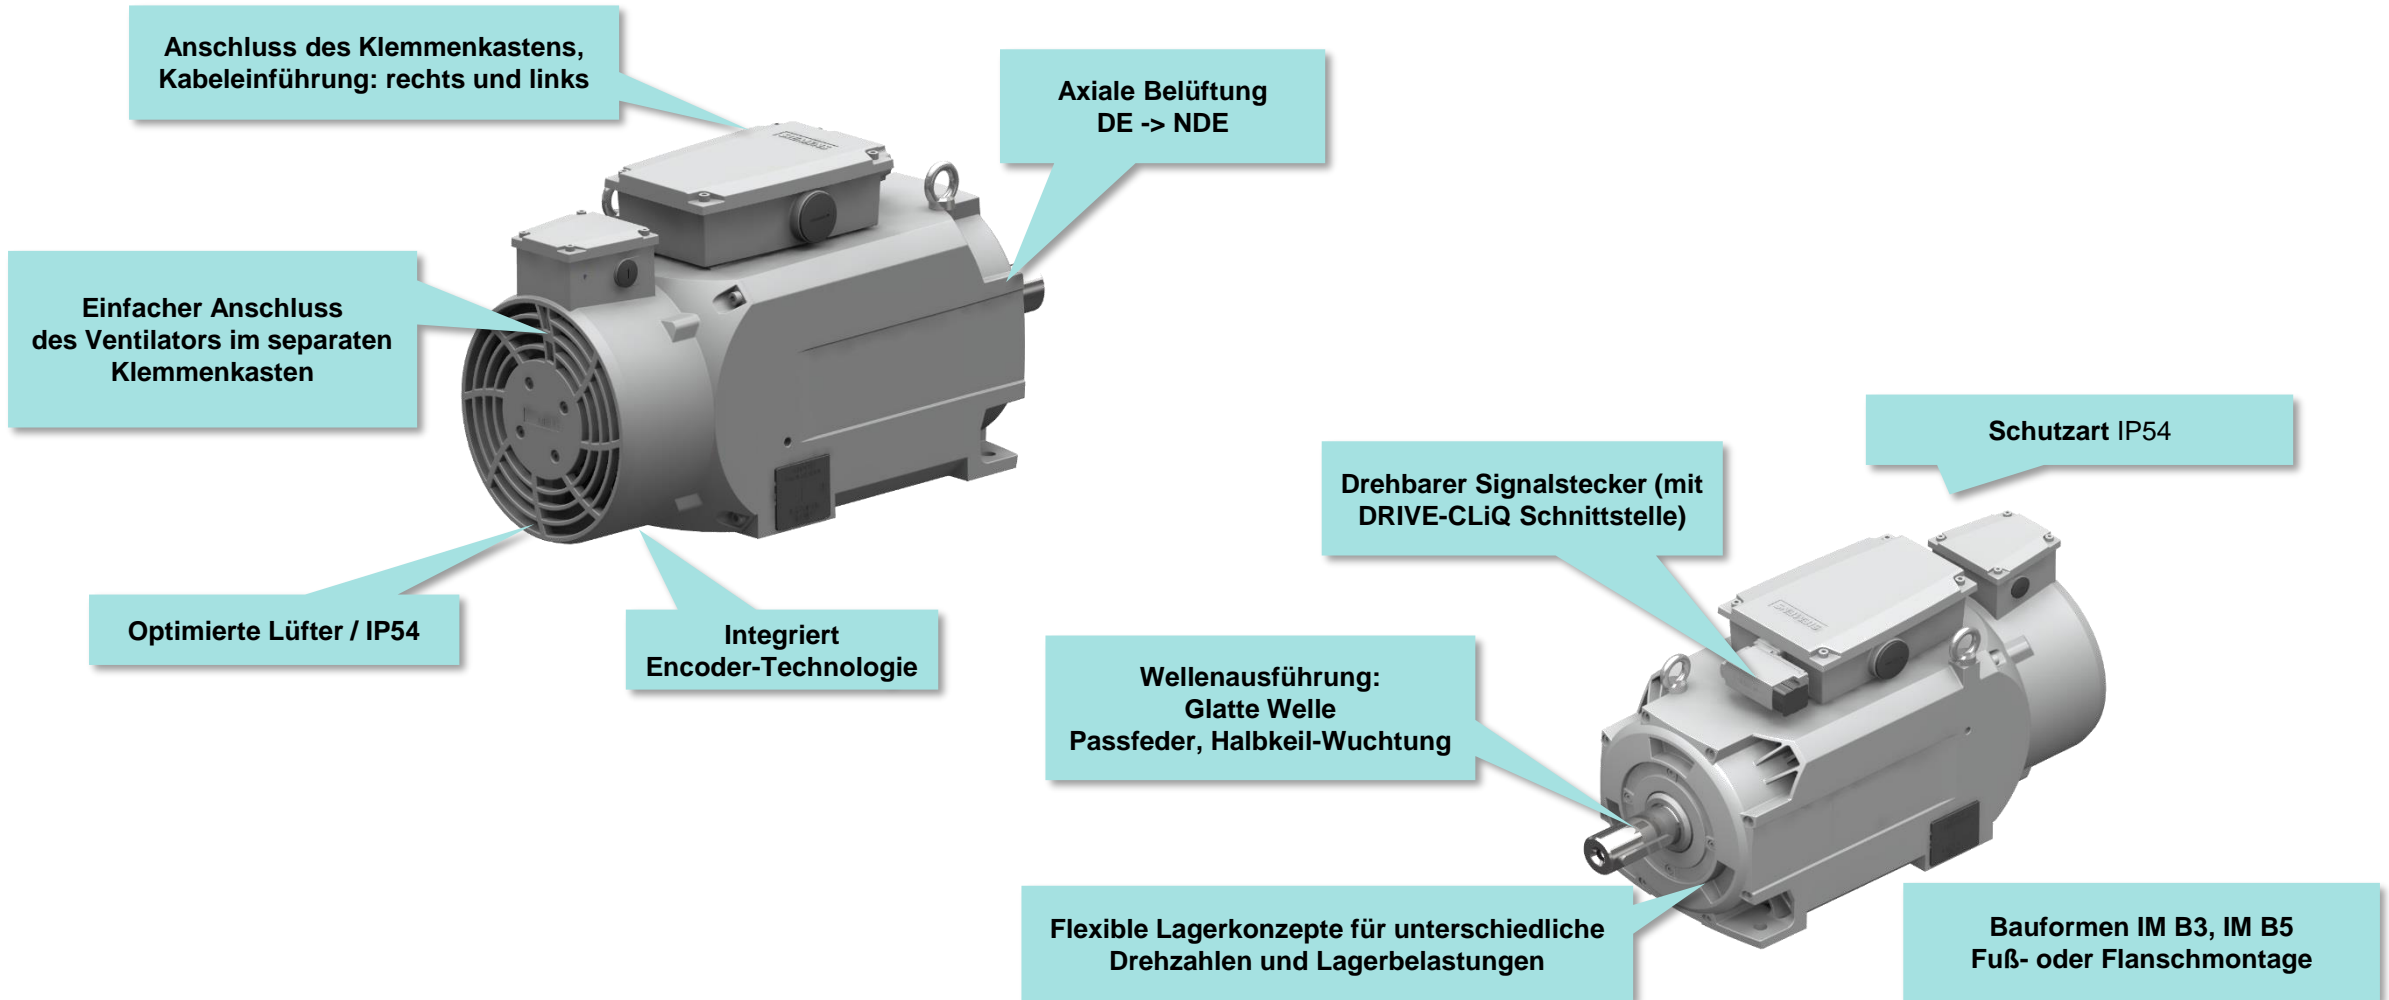 Anschluss des Klemmenkastens,
Kabeleinführung: rechts und links
Axiale Belüftung
DE -> NDE
Einfacher Anschluss
des Ventilators im separaten
Klemmenkasten
Optimierte Lüfter / IP54
Integriert
Encoder-Technologie
Schutzart IP54
Drehbarer Signalstecker (mit
DRIVE-CLiQ Schnittstelle)
Wellenausführung:
Glatte Welle
Passfeder, Halbkeil-Wuchtung
Flexible Lagerkonzepte für unterschiedliche
Drehzahlen und Lagerbelastungen
Bauformen IM B3, IM B5
Fuß- oder Flanschmontage